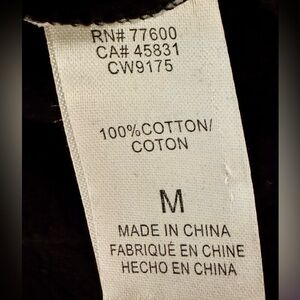 RN# 77600
CA# 45831
CW9175
100%COTTON/
COTON
M
MADE IN CHINA
FABRIQUÉ EN CHINE
HECHO EN CHINA